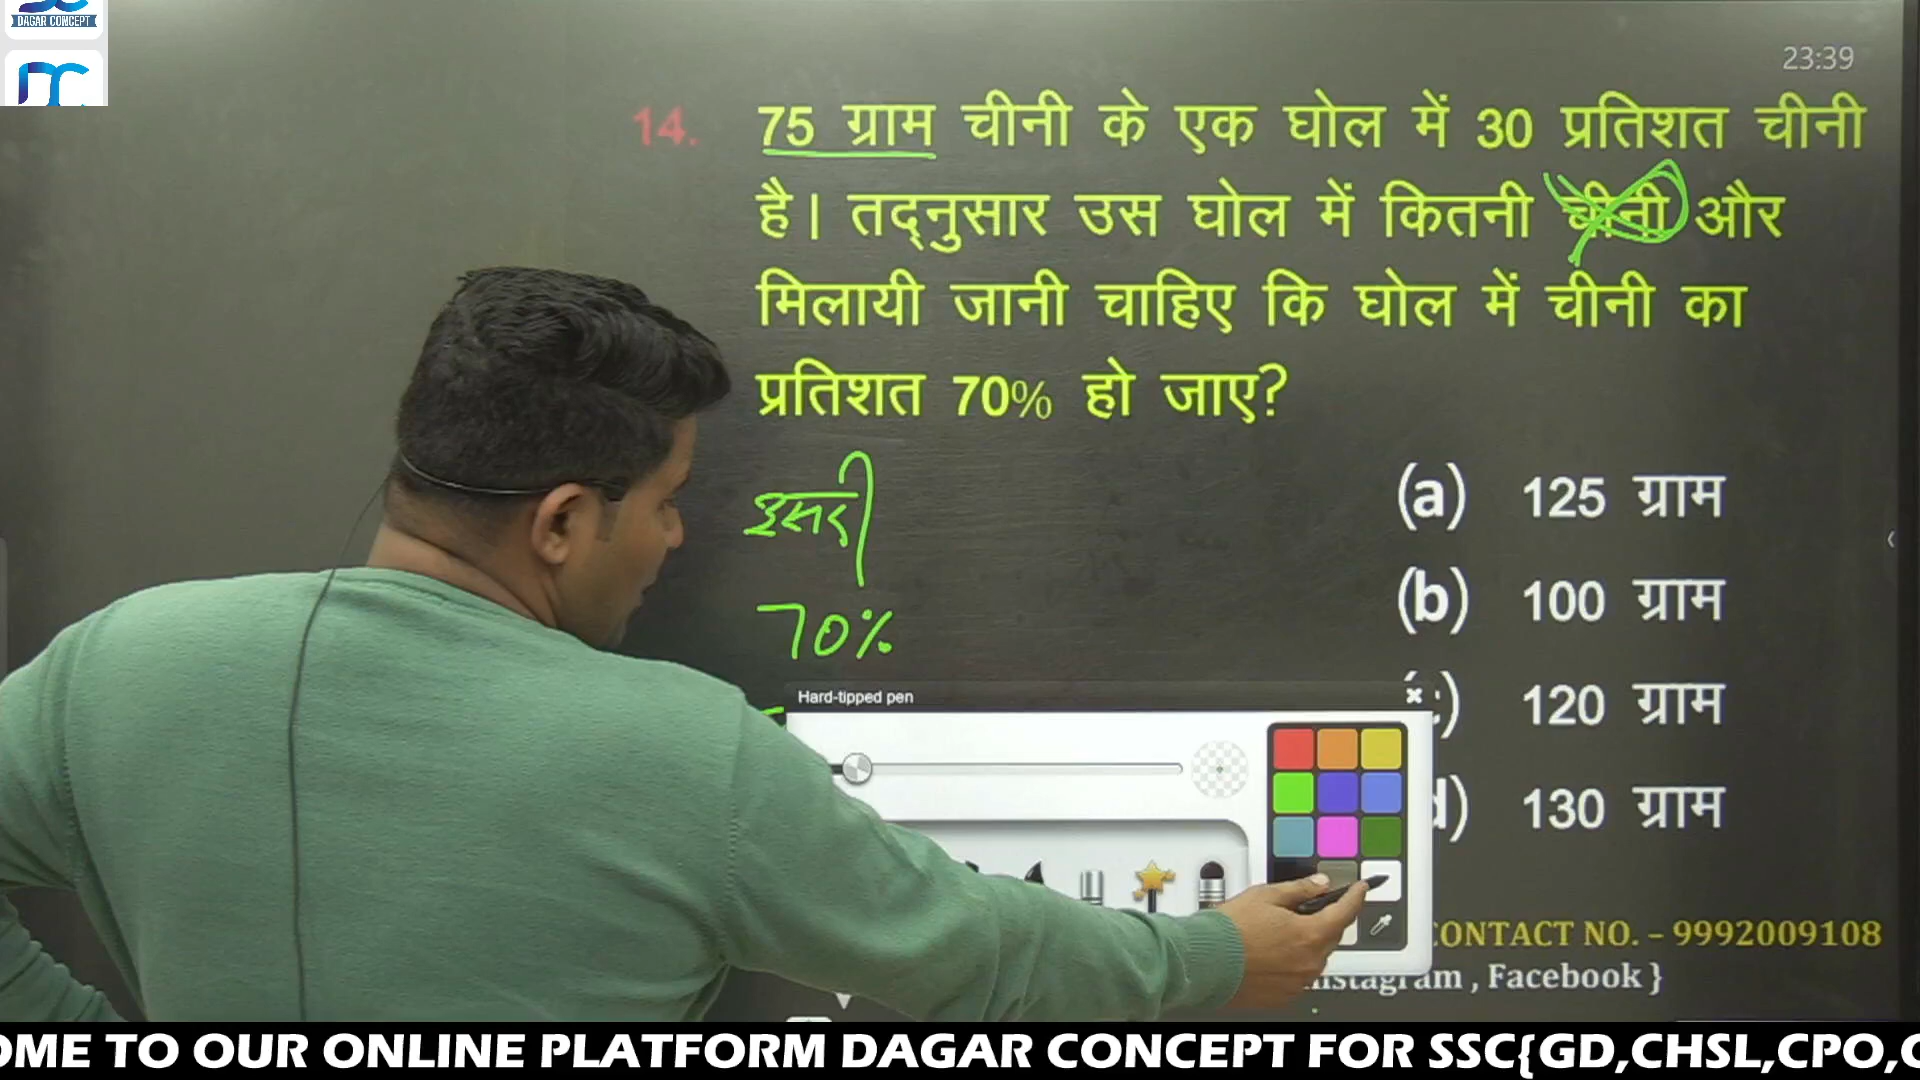 DAGAR CONCEPT
23:39
14. 75 ग्राम चीनी के एक घोल में 30 प्रतिशत चीनी
है। तद्नुसार उस घोल में कितनी चीनी और
मिलायी जानी चाहिए कि घोल में चीनी का
प्रतिशत 70% हो जाए?
70%
(a) 125 ग्राम
(b) 100 ग्राम
120 ग्राम
d) 130 ग्राम
Hard-tipped pen
CONTACT NO. – 9992009108
Instagram , Facebook }
OME TO OUR ONLINE PLATFORM DAGAR CONCEPT FOR SSC{GD,CHSL,CPO,C